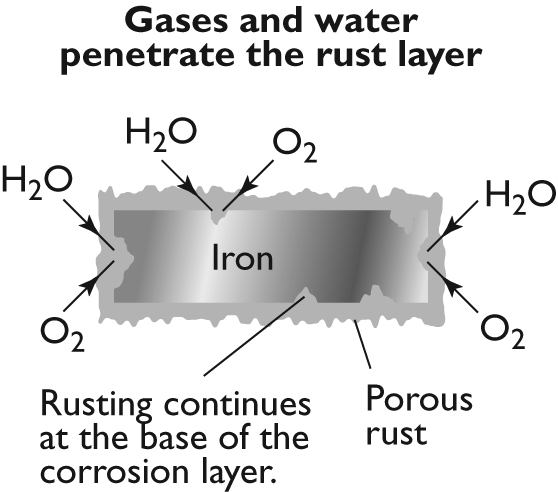 Gases and water
penetrate the rust layer
H₂O
O₂
H₂O
H₂O
Iron
O₂
O₂
Rusting continues
at the base of the
corrosion layer.
Porous
rust